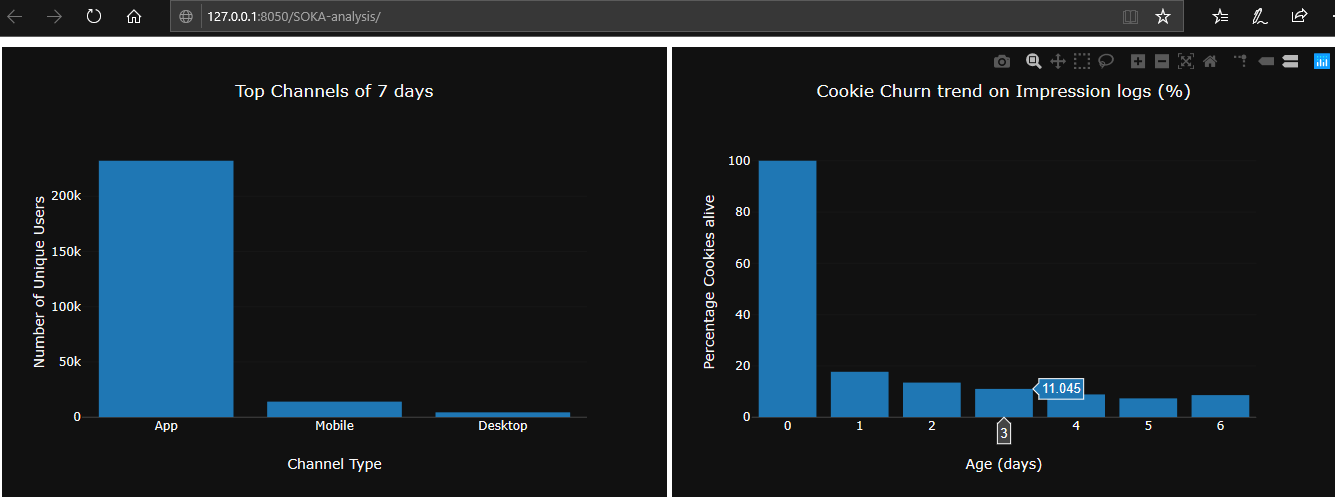 127.0.0.1:8050/SOKA-analysis/
Top Channels of 7 days
Number of Unique Users
200k
150k
100k
50k
0
App Mobile Desktop
Channel Type
Cookie Churn trend on Impression logs (%)
Percentage Cookies alive
100
80
60
40
20
0
11.045
0 1 2 3 4 5 6
Age (days)